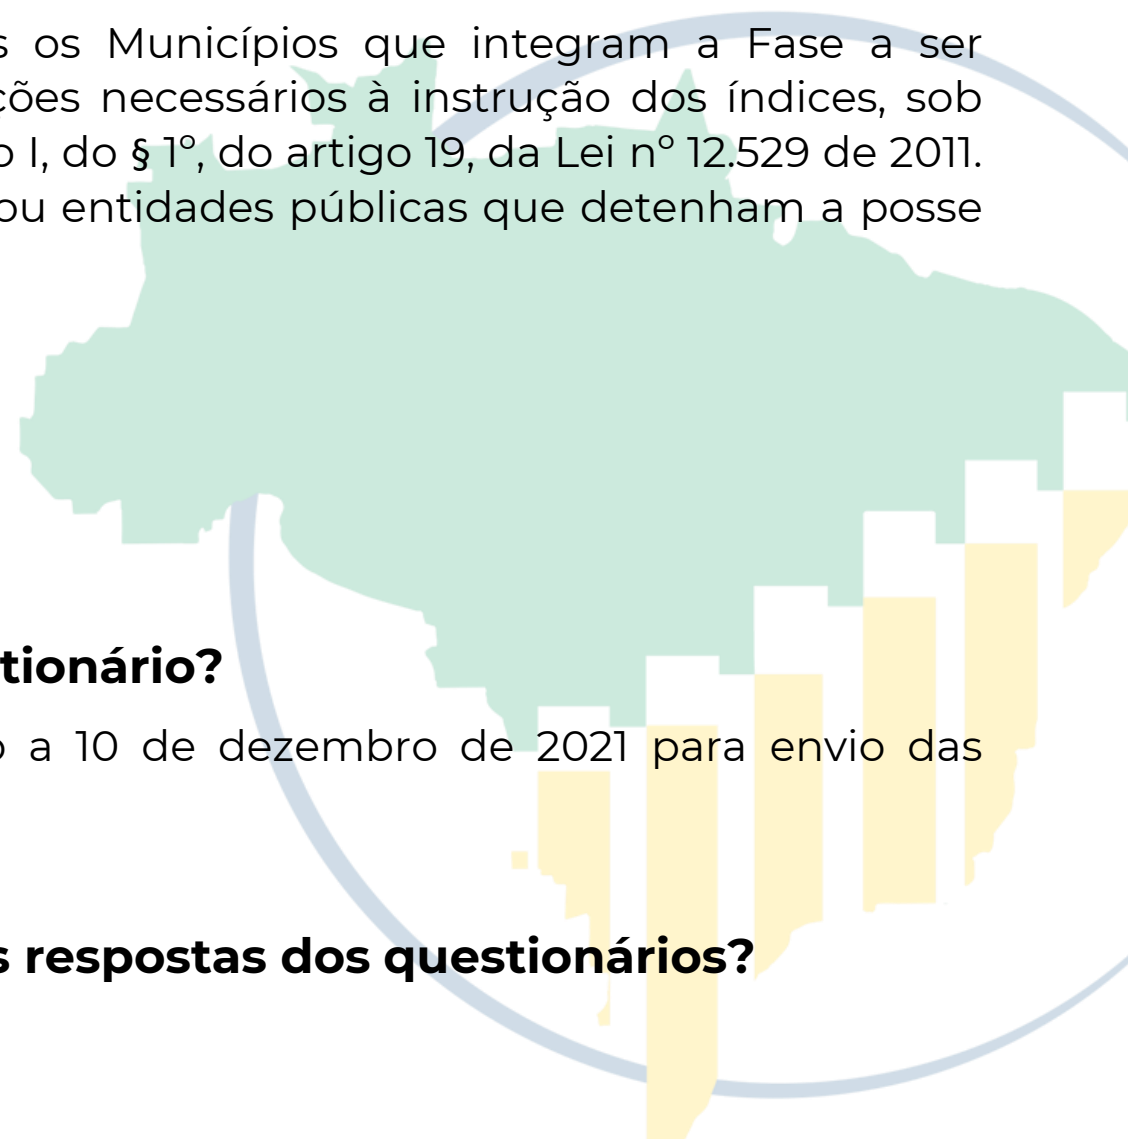 os Municípios que integram a Fase a ser
necessários à instrução dos índices, sob
I, do § 1º, do artigo 19, da Lei nº 12.529 de 2011.
ou entidades públicas que detenham a posse
tionário?
a 10 de dezembro de 2021 para envio das
respostas dos questionários?